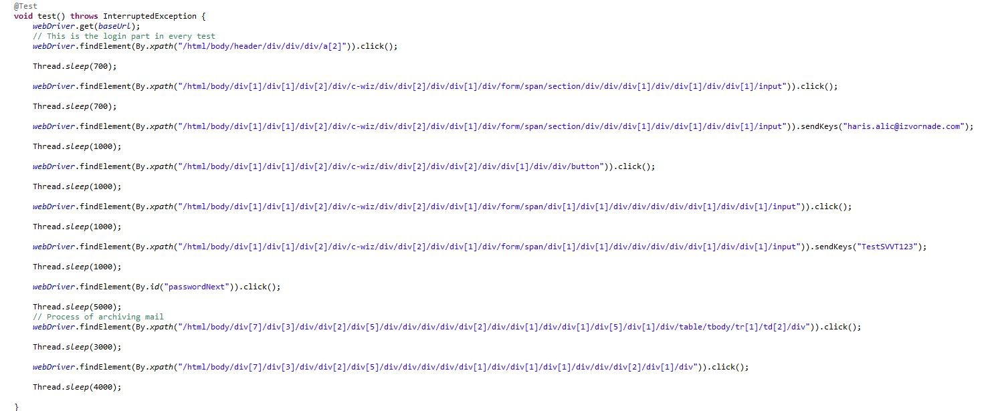 @Test
void test() throws InterruptedException {
webDriver.get(baseUrl);
// This is the login part in every test
webDriver.findElement(By.xpath("/html/body/header/div/div/div/a[2]")).click();
Thread.sleep(700);
webDriver.findElement(By.xpath("/html/body/div[1]/div[1]/div[2]/div/c-wiz/div/div[2]/div/div[1]/div/form/span/section/div/div/div[1]/div/div[1]/div/div[1]/input")).click();
Thread.sleep(700);
webDriver.findElement(By.xpath("/html/body/div[1]/div[1]/div[2]/div/c-wiz/div/div[2]/div/div[1]/div/form/span/section/div/div/div[1]/div/div[1]/div/div[1]/input")).sendKeys("haris.alic@izvornade.com");
Thread.sleep(1000);
webDriver.findElement(By.xpath("/html/body/div[1]/div[1]/div[2]/div/c-wiz/div/div[2]/div/div[2]/div/div[1]/div/div/button")).click();
Thread.sleep(1000);
webDriver.findElement(By.xpath("/html/body/div[1]/div[1]/div[2]/div/c-wiz/div/div[2]/div/div[1]/div/form/span/div[1]/div[1]/div/div/div/div/div[1]/div/div[1]/input")).click();
Thread.sleep(1000);
webDriver.findElement(By.xpath("/html/body/div[1]/div[1]/div[2]/div/c-wiz/div/div[2]/div/div[1]/div/form/span/div[1]/div[1]/div/div/div/div/div[1]/div/div[1]/input")).sendKeys("TestSVVT123");
Thread.sleep(1000);
webDriver.findElement(By.id("passwordNext")).click();
Thread.sleep(5000);
// Process of archiving mail
webDriver.findElement(By.xpath("/html/body/div[7]/div[3]/div/div[2]/div[5]/div/div/div/div/div[2]/div/div[1]/div/div[1]/div[5]/div[1]/div/table/tbody/tr[1]/td[2]/div")).click();
Thread.sleep(3000);
webDriver.findElement(By.xpath("/html/body/div[7]/div[3]/div/div[2]/div[5]/div/div/div/div/div[1]/div/div[1]/div[1]/div/div/div[2]/div[1]/div")).click();
Thread.sleep(4000);
}